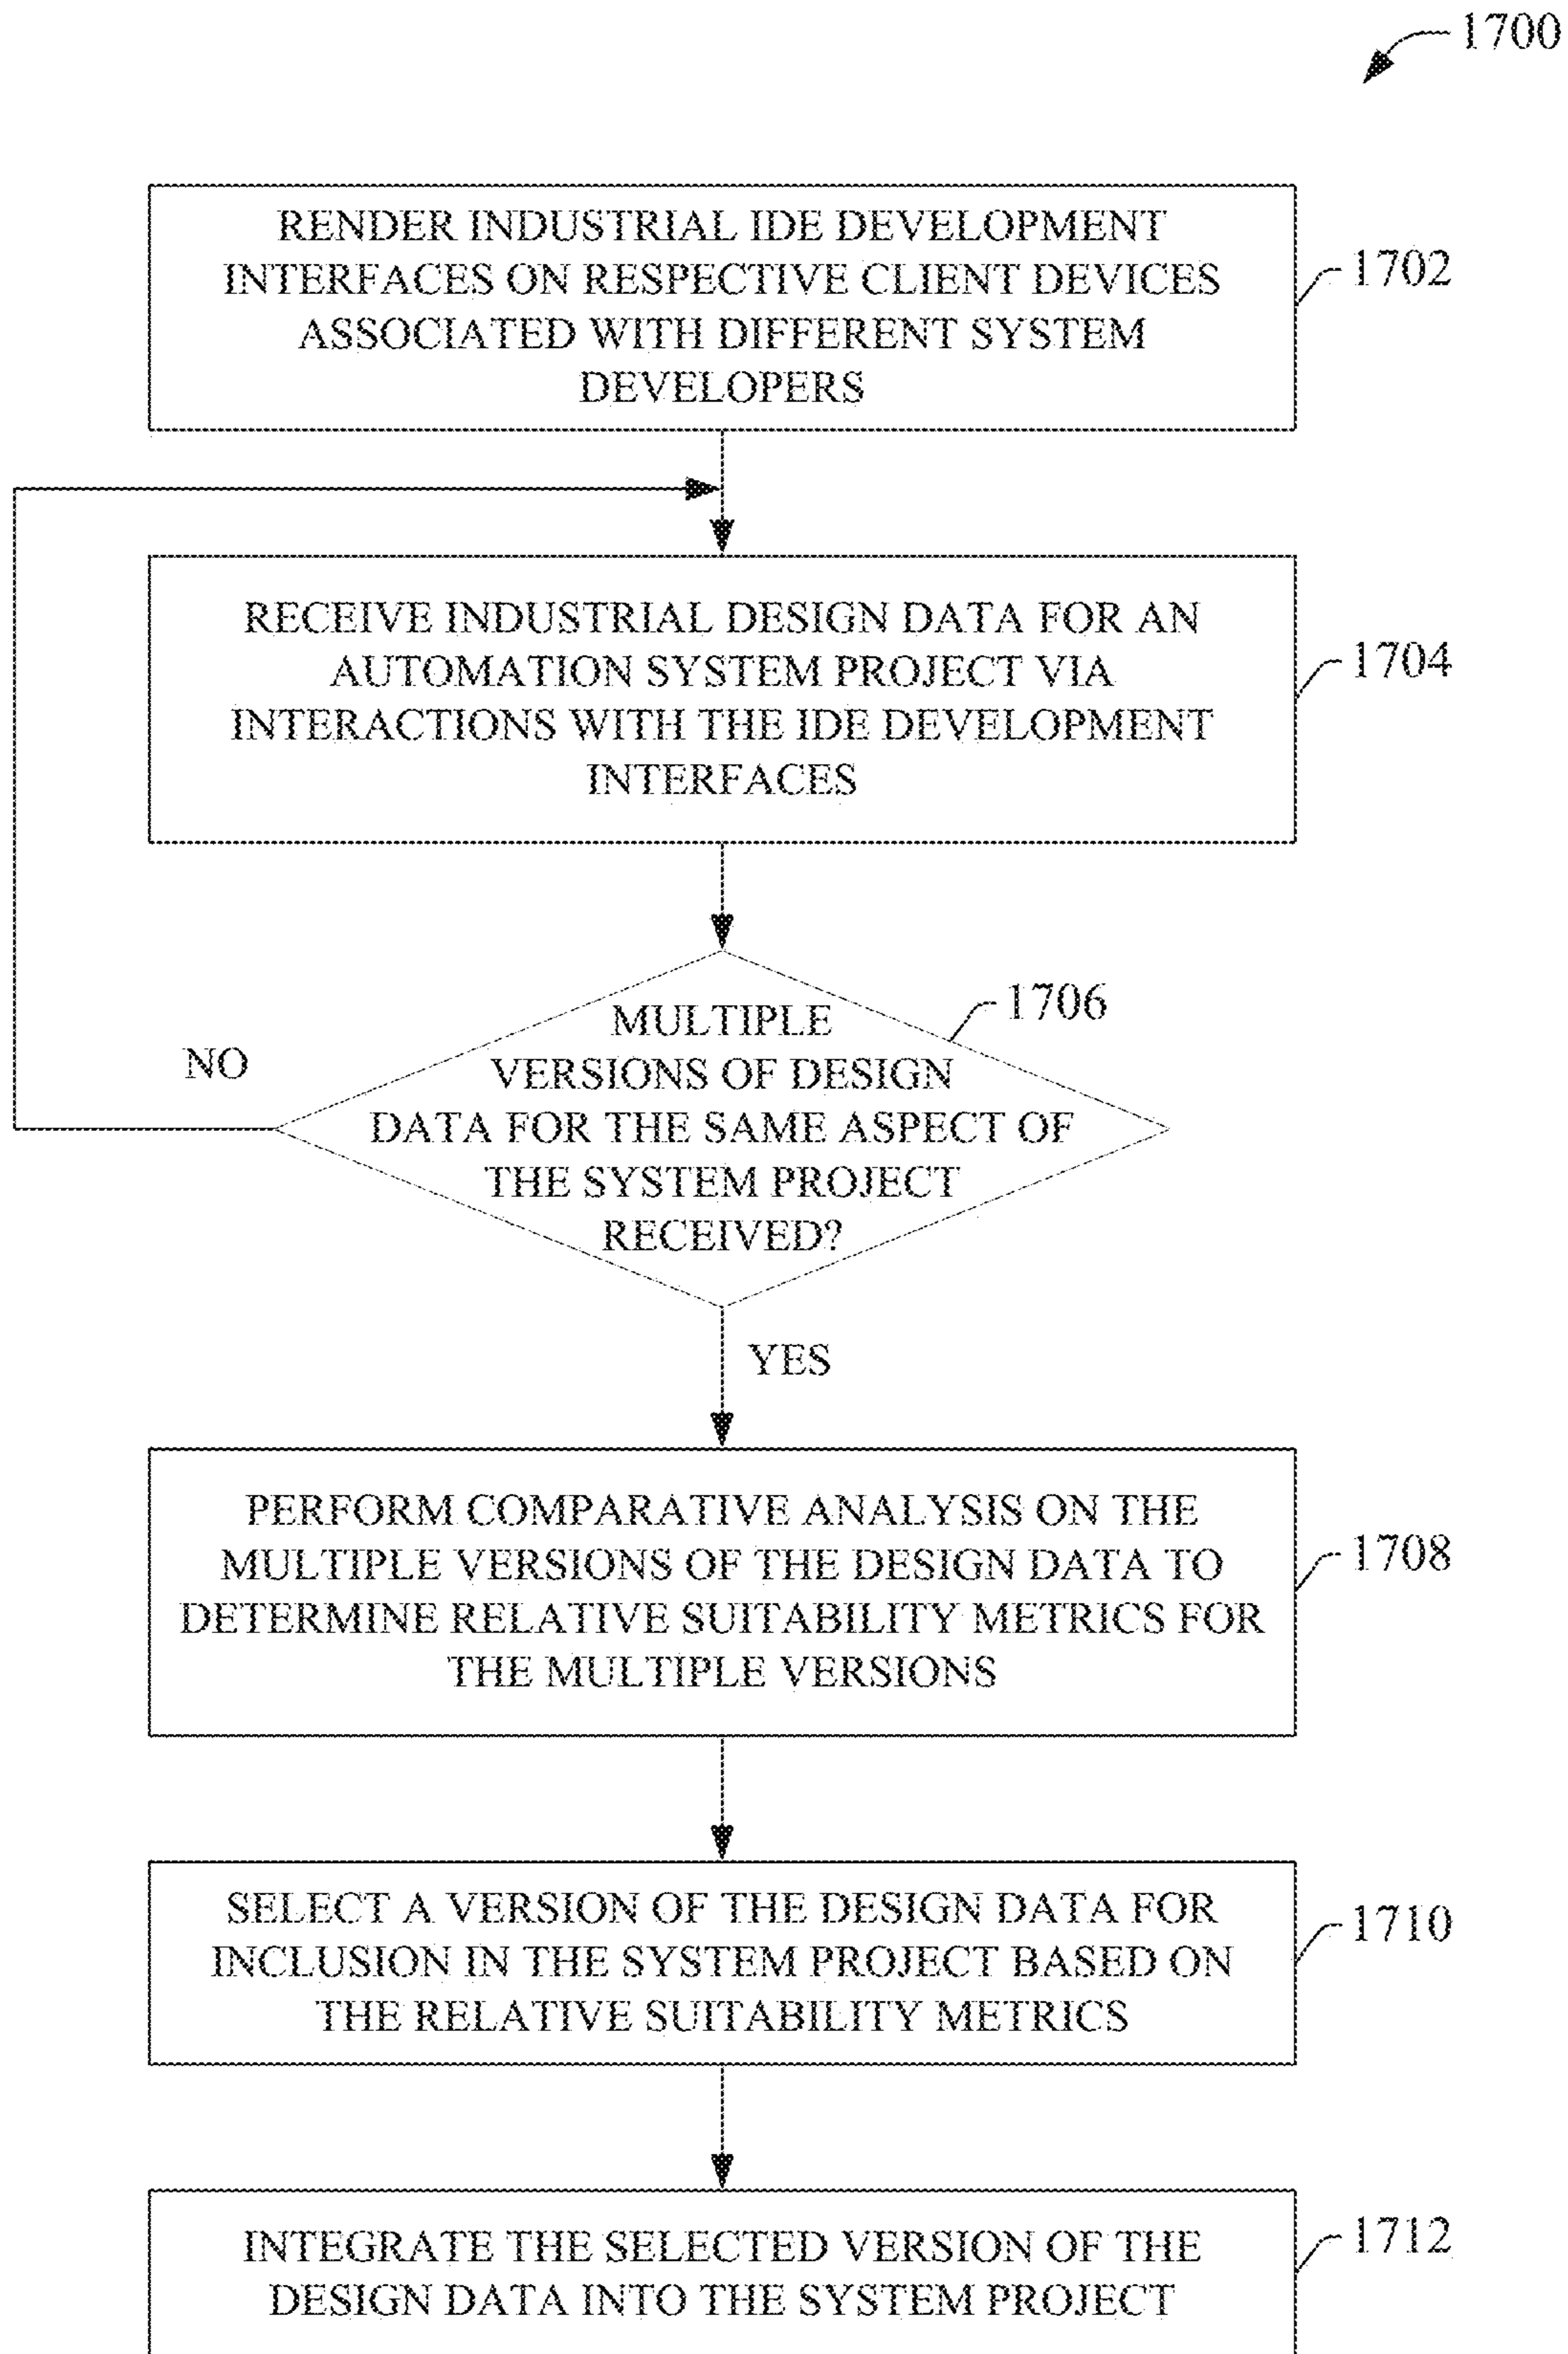 1700
RENDER INDUSTRIAL IDE DEVELOPMENT
INTERFACES ON RESPECTIVE CLIENT DEVICES
ASSOCIATED WITH DIFFERENT SYSTEM
DEVELOPERS
1702
RECEIVE INDUSTRIAL DESIGN DATA FOR AN
AUTOMATION SYSTEM PROJECT VIA
INTERACTIONS WITH THE IDE DEVELOPMENT
INTERFACES
1704
MULTIPLE
VERSIONS OF DESIGN
DATA FOR THE SAME ASPECT OF
THE SYSTEM PROJECT
RECEIVED?
1706
NO
YES
PERFORM COMPARATIVE ANALYSIS ON THE
MULTIPLE VERSIONS OF THE DESIGN DATA TO
DETERMINE RELATIVE SUITABILITY METRICS FOR
THE MULTIPLE VERSIONS
1708
SELECT A VERSION OF THE DESIGN DATA FOR
INCLUSION IN THE SYSTEM PROJECT BASED ON
THE RELATIVE SUITABILITY METRICS
1710
INTEGRATE THE SELECTED VERSION OF THE
DESIGN DATA INTO THE SYSTEM PROJECT
1712